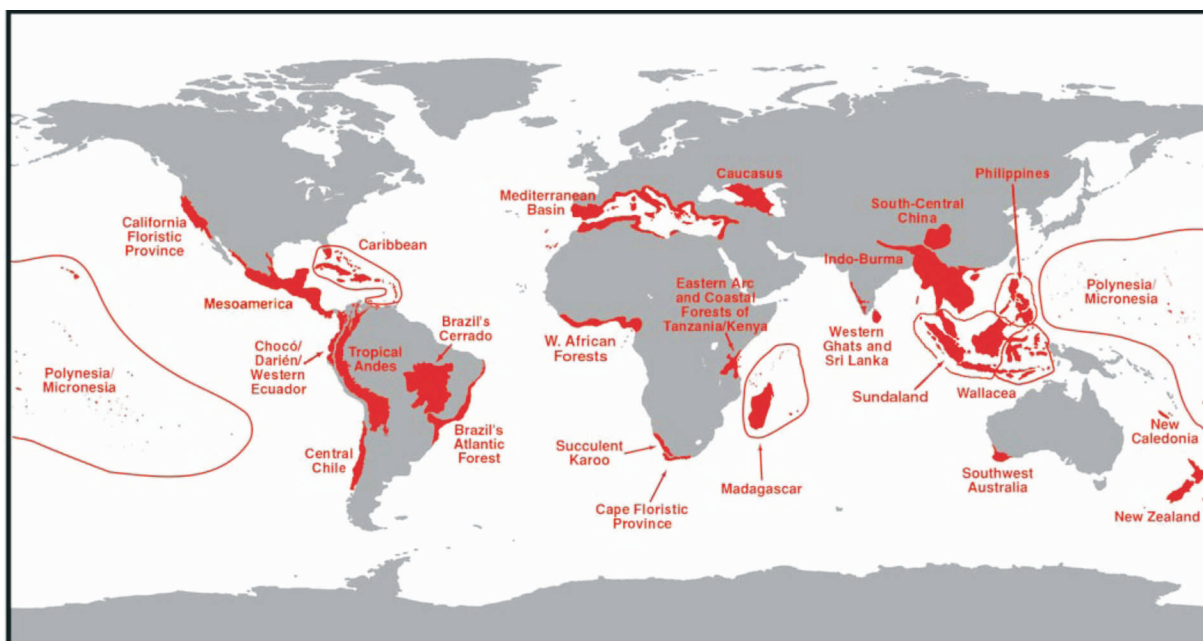 Philippines
Caucasus
Mediterranean
Basin
South-Central
China
California
Floristic
Province
Caribbean
Indo-Burma
Eastern Arc
and Coastal
Forests of
Tanzania/Kenya
Polynesia/
Micronesia
Mesoamerica
Brazil's
Cerrado
W. African
Forests
Western
Ghats and
Sri Lanka
Chocó/
Darién/
Western
Ecuador
Tropical
Andes
Polynesia/
Micronesia
Sundaland
Wallacea
New
Caledonia
Brazil's
Atlantic
Forest
Central
Chile
Succulent
Karoo
Madagascar
Southwest
Australia
Cape Floristic
Province
New Zealand